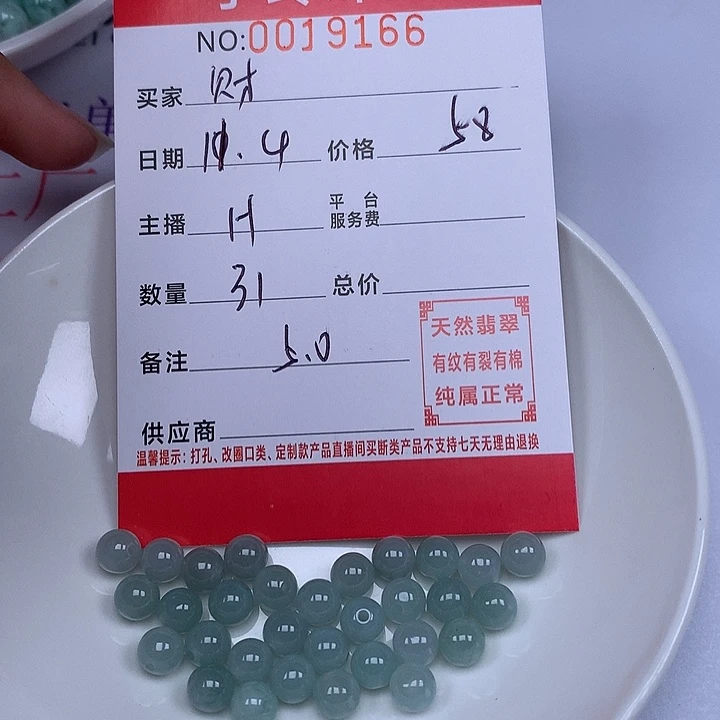 NO:0019166
买家 财
日期 11.4 价格 58
主播 H 平台服务费
数量 31 总价
备注 5.0
天然翡翠
有纹有裂有棉
纯属正常
供应商
温馨提示:打孔、改圈口类、定制款产品直播间买断类产品不支持七天无理由退换